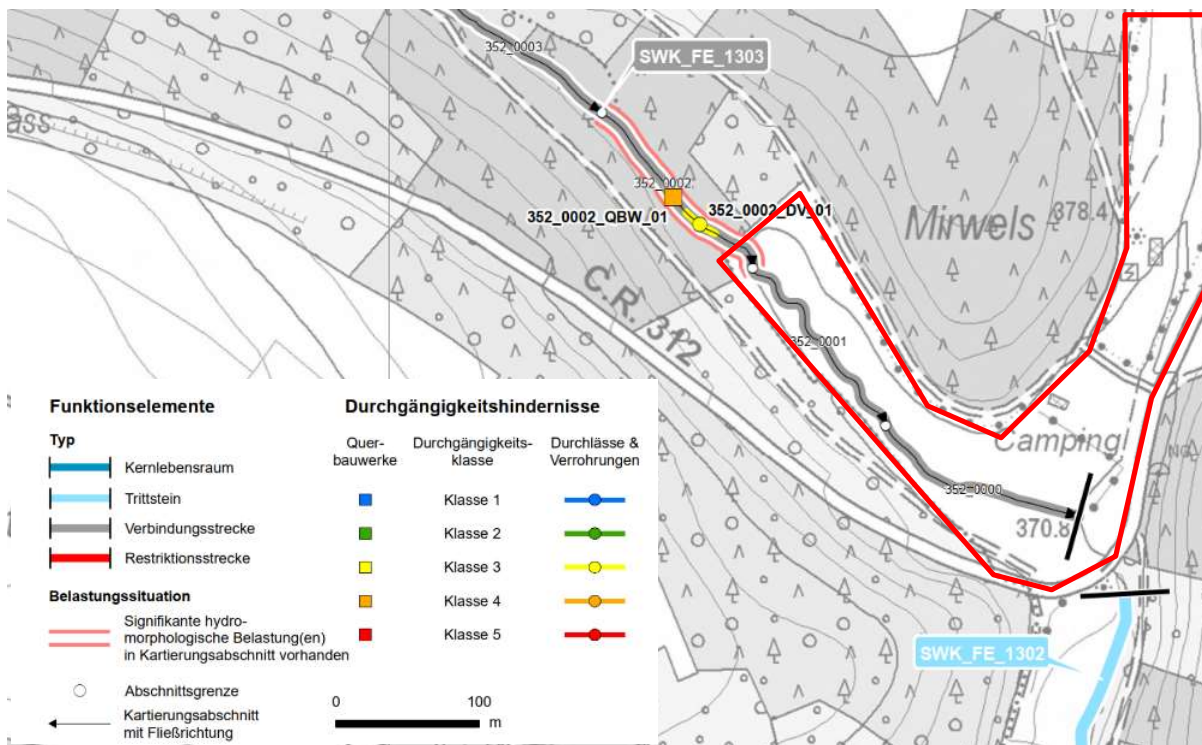 352_0003
SWK_FE_1303
ass
352_0002
352_0002_QBW_01
352_0002_DV_01
Mirwels
378.4
C.R. 312
352_0001
Campingl
352_0000
370.8
SWK_FE_1302
Funktionselemente
Typ
Kernlebensraum
Trittstein
Verbindungsstrecke
Restriktionsstrecke
Belastungssituation
Signifikante hydro-
morphologische Belastung(en)
in Kartierungsabschnitt vorhanden
Abschnittsgrenze
Kartierungsabschnitt
mit Fließrichtung
Durchgängigkeitshindernisse
Quer-
bauwerke
Durchgängigkeits-
klasse
Durchlässe &
Verrohrungen
Klasse 1
Klasse 2
Klasse 3
Klasse 4
Klasse 5
0 100
m